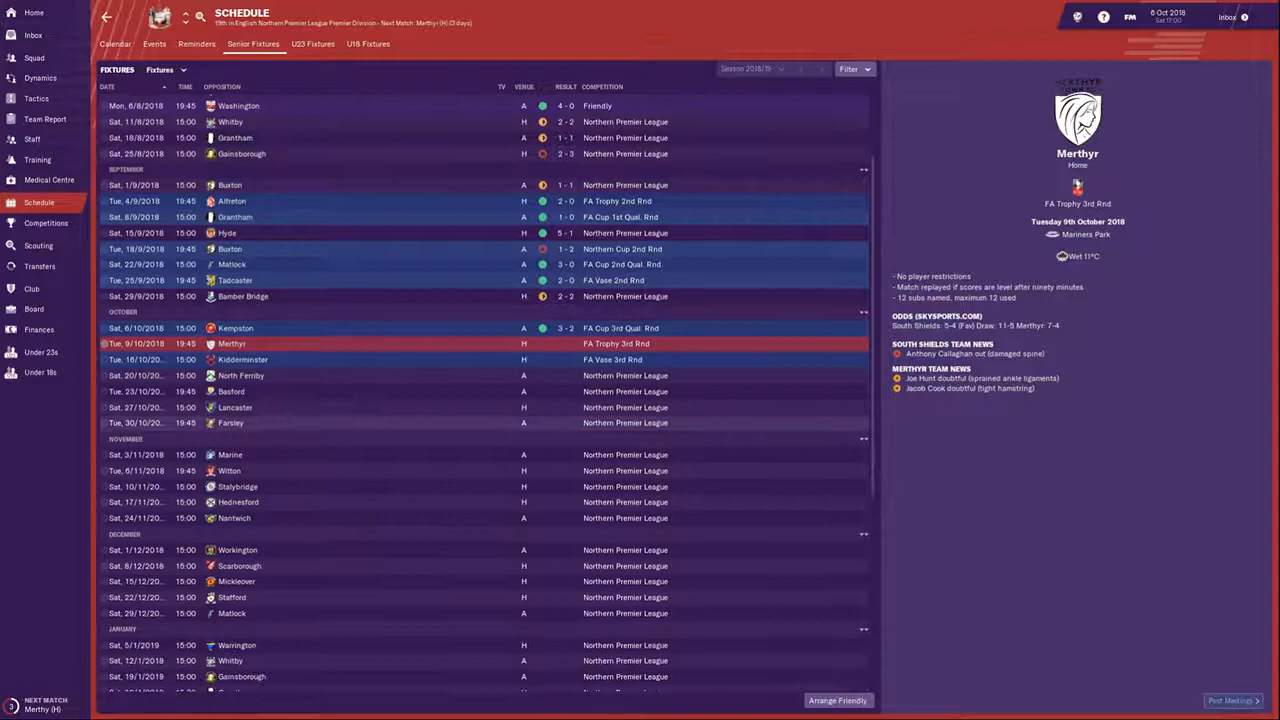 Home
Inbox
Squad
Dynamics
Tactics
Team Report
Staff
Training
Medical Centre
Schedule
Competitions
Scouting
Transfers
Club
Board
Finances
Under 23s
Under 18s
3
NEXT MATCH
Merthy (H)
SCHEDULE
19th in English Northern Premier League Premier Division - Next Match: Merthyr (H) (3 days)
? FM 6 Oct 2018 Sat 17:00 Inbox
Calendar Events Reminders Senior Fixtures U23 Fixtures U18 Fixtures
FIXTURES Fixtures Season 2018/19 Filter
DATE TIME OPPOSITION TV VENUE RESULT COMPETITION
Mon, 6/8/2018 19:45 Washington A 4 - 0 Friendly
Sat, 11/8/2018 15:00 Whitby H 2 - 2 Northern Premier League
Sat, 18/8/2018 15:00 Grantham A 1 - 1 Northern Premier League
Sat, 25/8/2018 15:00 Gainsborough H 2 - 3 Northern Premier League
SEPTEMBER
Sat, 1/9/2018 15:00 Buxton A 1 - 1 Northern Premier League
Tue, 4/9/2018 19:45 Alfreton H 2 - 0 FA Trophy 2nd Rnd
Sat, 8/9/2018 15:00 Grantham A 1 - 0 FA Cup 1st Qual. Rnd
Sat, 15/9/2018 15:00 Hyde H 5 - 1 Northern Premier League
Tue, 18/9/2018 19:45 Buxton A 1 - 2 Northern Cup 2nd Rnd
Sat, 22/9/2018 15:00 Matlock A 3 - 0 FA Cup 2nd Qual. Rnd
Tue, 25/9/2018 19:45 Tadcaster A 2 - 0 FA Vase 2nd Rnd
Sat, 29/9/2018 15:00 Bamber Bridge H 2 - 2 Northern Premier League
OCTOBER
Sat, 6/10/2018 15:00 Kempston A 3 - 2 FA Cup 3rd Qual. Rnd
Tue, 9/10/2018 19:45 Merthyr H FA Trophy 3rd Rnd
Tue, 16/10/20... 15:00 Kidderminster H FA Vase 3rd Rnd
Sat, 20/10/20... 15:00 North Ferriby H Northern Premier League
Tue, 23/10/20... 19:45 Basford A Northern Premier League
Sat, 27/10/20... 15:00 Lancaster H Northern Premier League
Tue, 30/10/20... 19:45 Farsley A Northern Premier League
NOVEMBER
Sat, 3/11/2018 15:00 Marine A Northern Premier League
Tue, 6/11/2018 19:45 Witton H Northern Premier League
Sat, 10/11/20... 15:00 Stalybridge H Northern Premier League
Sat, 17/11/20... 15:00 Hednesford H Northern Premier League
Sat, 24/11/20... 15:00 Nantwich A Northern Premier League
DECEMBER
Sat, 1/12/2018 15:00 Workington A Northern Premier League
Sat, 8/12/2018 15:00 Scarborough H Northern Premier League
Sat, 15/12/20... 15:00 Mickleover H Northern Premier League
Sat, 22/12/20... 15:00 Stafford H Northern Premier League
Sat, 29/12/20... 15:00 Matlock A Northern Premier League
JANUARY
Sat, 5/1/2019 15:00 Warrington H Northern Premier League
Sat, 12/1/2019 15:00 Whitby A Northern Premier League
Sat, 19/1/2019 15:00 Gainsborough A Northern Premier League
Arrange Friendly
MERTHYR
Merthyr
Home
FA Trophy 3rd Rnd
Tuesday 9th October 2018
Mariners Park
Wet 11°C
- No player restrictions
- Match replayed if scores are level after ninety minutes
- 12 subs named, maximum 12 used
ODDS (SKYSPORTS.COM)
South Shields: 5-4 (Fav) Draw: 11-5 Merthyr: 7-4
SOUTH SHIELDS TEAM NEWS
Anthony Callaghan out (damaged spine)
MERTHYR TEAM NEWS
Joe Hunt doubtful (sprained ankle ligaments)
Jacob Cook doubtful (tight hamstring)
Past Meetings